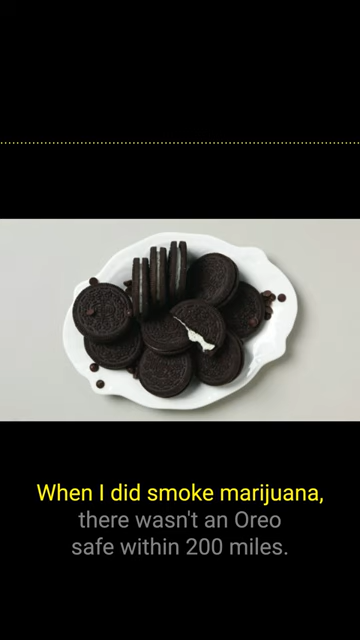 When I did smoke marijuana,
there wasn't an Oreo
safe within 200 miles.